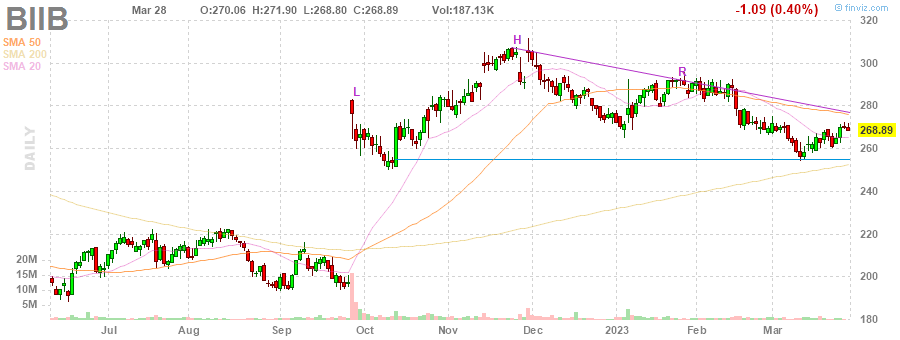 BIIB Mar 28 O:270.06 H:271.90 L:268.80 C:268.89 Vol:187.13K -1.09 (0.40%) finviz.com
SMA 50
SMA 200
SMA 20
DAILY
320
300
280
268.89
260
240
220
200
180
20M
15M
10M
5M
L
H
R
Jul Aug Sep Oct Nov Dec 2023 Feb Mar